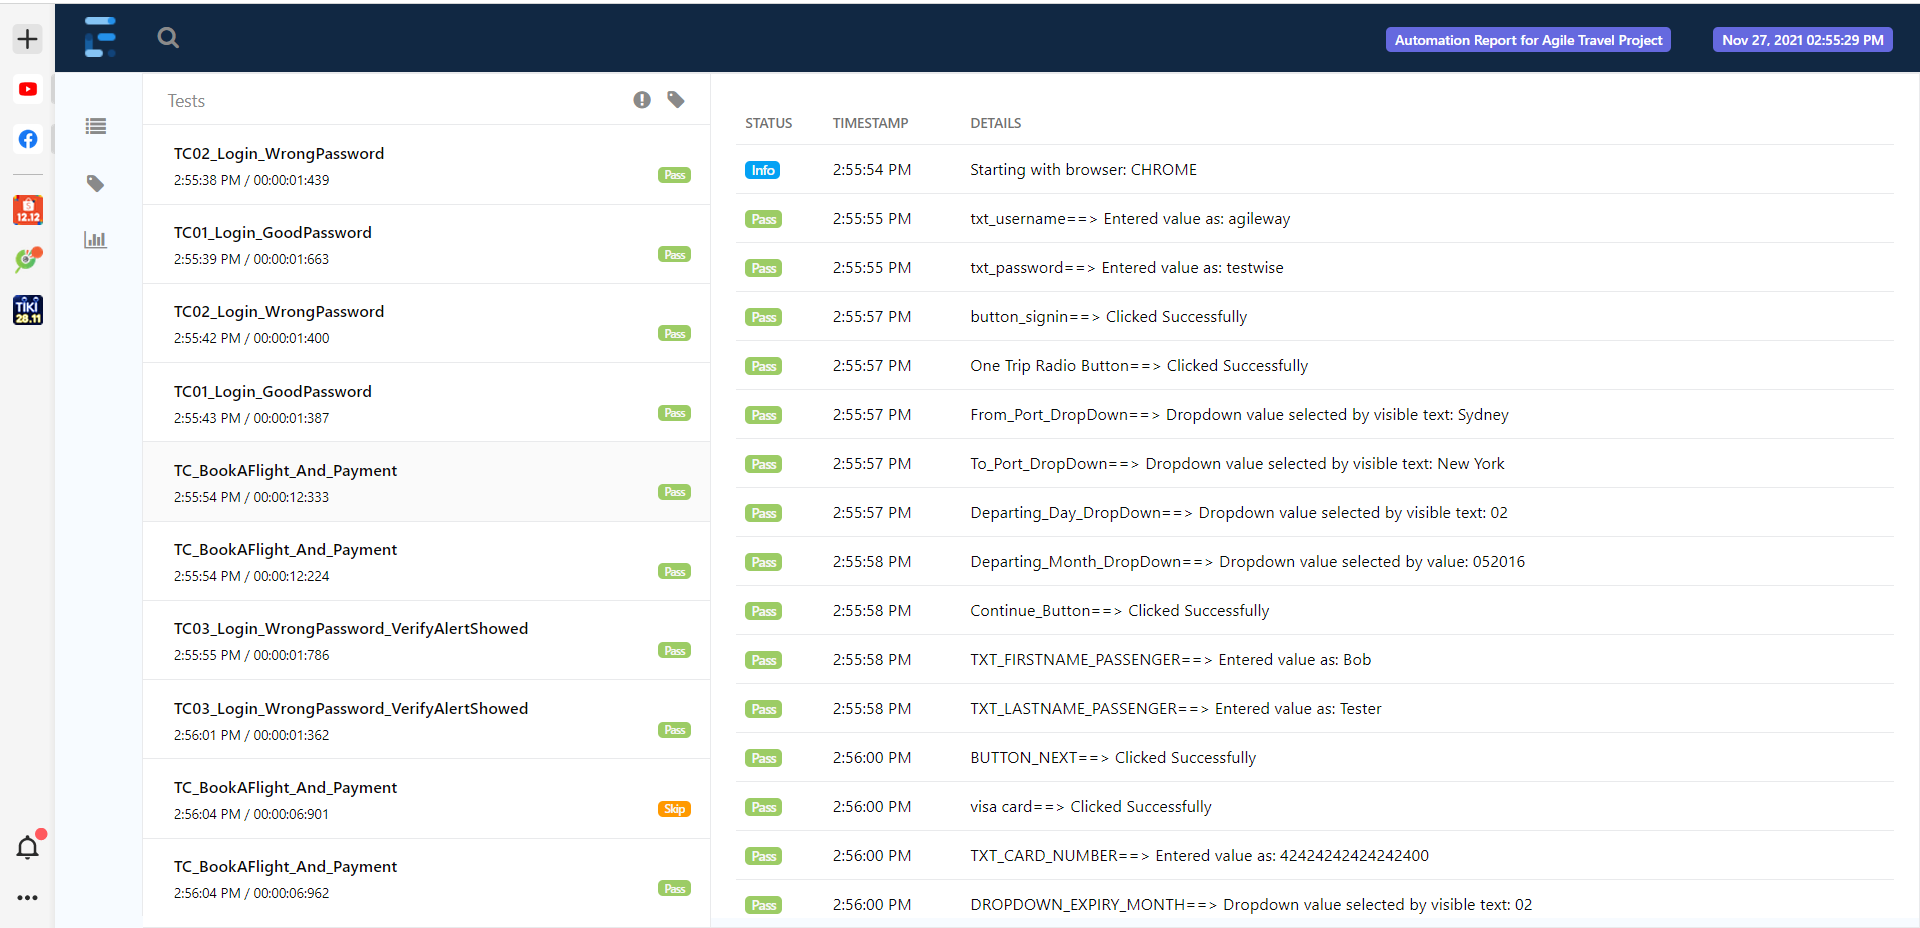 Automation Report for Agile Travel Project
Nov 27, 2021 02:55:29 PM
12.12
TIKI
28.11
Tests
TC02_Login_WrongPassword
2:55:38 PM / 00:00:01:439
Pass
TC01_Login_GoodPassword
2:55:39 PM / 00:00:01:663
Pass
TC02_Login_WrongPassword
2:55:42 PM / 00:00:01:400
Pass
TC01_Login_GoodPassword
2:55:43 PM / 00:00:01:387
Pass
TC_BookAFlight_And_Payment
2:55:54 PM / 00:00:12:333
Pass
TC_BookAFlight_And_Payment
2:55:54 PM / 00:00:12:224
Pass
TC03_Login_WrongPassword_VerifyAlertShowed
2:55:55 PM / 00:00:01:786
Pass
TC03_Login_WrongPassword_VerifyAlertShowed
2:56:01 PM / 00:00:01:362
Pass
TC_BookAFlight_And_Payment
2:56:04 PM / 00:00:06:901
Skip
TC_BookAFlight_And_Payment
2:56:04 PM / 00:00:06:962
Pass
STATUS TIMESTAMP DETAILS
Info 2:55:54 PM Starting with browser: CHROME
Pass 2:55:55 PM txt_username==> Entered value as: agileway
Pass 2:55:55 PM txt_password==> Entered value as: testwise
Pass 2:55:57 PM button_signin==> Clicked Successfully
Pass 2:55:57 PM One Trip Radio Button==> Clicked Successfully
Pass 2:55:57 PM From_Port_DropDown==> Dropdown value selected by visible text: Sydney
Pass 2:55:57 PM To_Port_DropDown==> Dropdown value selected by visible text: New York
Pass 2:55:57 PM Departing_Day_DropDown==> Dropdown value selected by visible text: 02
Pass 2:55:58 PM Departing_Month_DropDown==> Dropdown value selected by value: 052016
Pass 2:55:58 PM Continue_Button==> Clicked Successfully
Pass 2:55:58 PM TXT_FIRSTNAME_PASSENGER==> Entered value as: Bob
Pass 2:55:58 PM TXT_LASTNAME_PASSENGER==> Entered value as: Tester
Pass 2:56:00 PM BUTTON_NEXT==> Clicked Successfully
Pass 2:56:00 PM visa card==> Clicked Successfully
Pass 2:56:00 PM TXT_CARD_NUMBER==> Entered value as: 42424242424242400
Pass 2:56:00 PM DROPDOWN_EXPIRY_MONTH==> Dropdown value selected by visible text: 02